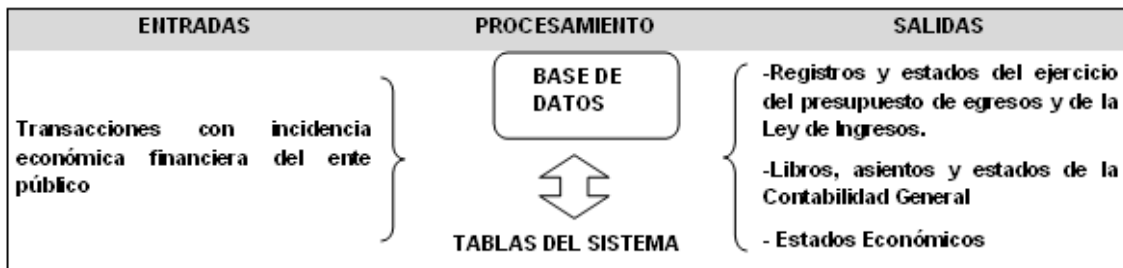 ENTRADAS PROCESAMIENTO SALIDAS
Transacciones con incidencia
económica financiera del ente
público
BASE DE
DATOS
TABLAS DEL SISTEMA
-Registros y estados del ejercicio
del presupuesto de egresos y de la
Ley de Ingresos.
-Libros, asientos y estados de la
Contabilidad General
- Estados Económicos